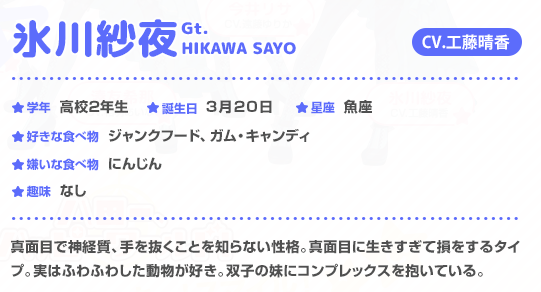 氷川紗夜 Gt. HIKAWA SAYO CV.工藤晴香
★学年 高校2年生 ★誕生日 3月20日 ★星座 魚座
★好きな食べ物 ジャンクフード、ガム・キャンディ
★嫌いな食べ物 にんじん
★趣味 なし
真面目で神経質、手を抜くことを知らない性格。真面目に生きすぎて損をするタイ
プ。実はふわふわした動物が好き。双子の妹にコンプレックスを抱いている。